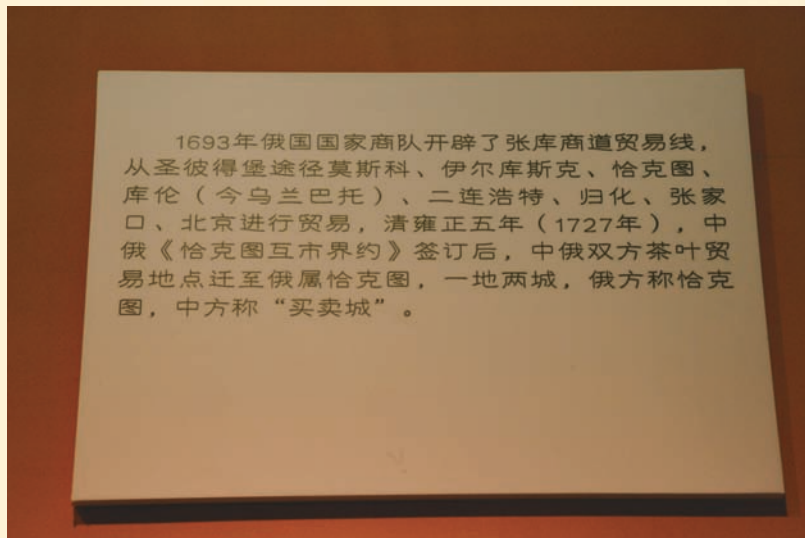 1693年俄国国家商队开辟了张库商道贸易线，
从圣彼得堡途径莫斯科、伊尔库斯克、恰克图、
库伦（今乌兰巴托）、二连浩特、归化、张家
口、北京进行贸易，清雍正五年（1727年），中
俄《恰克图互市界约》签订后，中俄双方茶叶贸
易地点迁至俄属恰克图，一地两城，俄方称恰克
图，中方称“买卖城”。